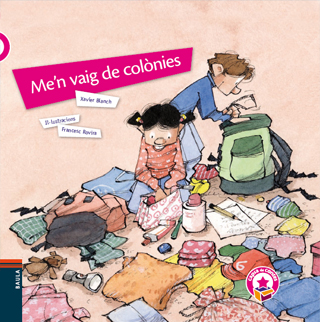 Me'n vaig de colònies
Xavier Blanch
Il·lustracions
Francesc Rovira
BAULA